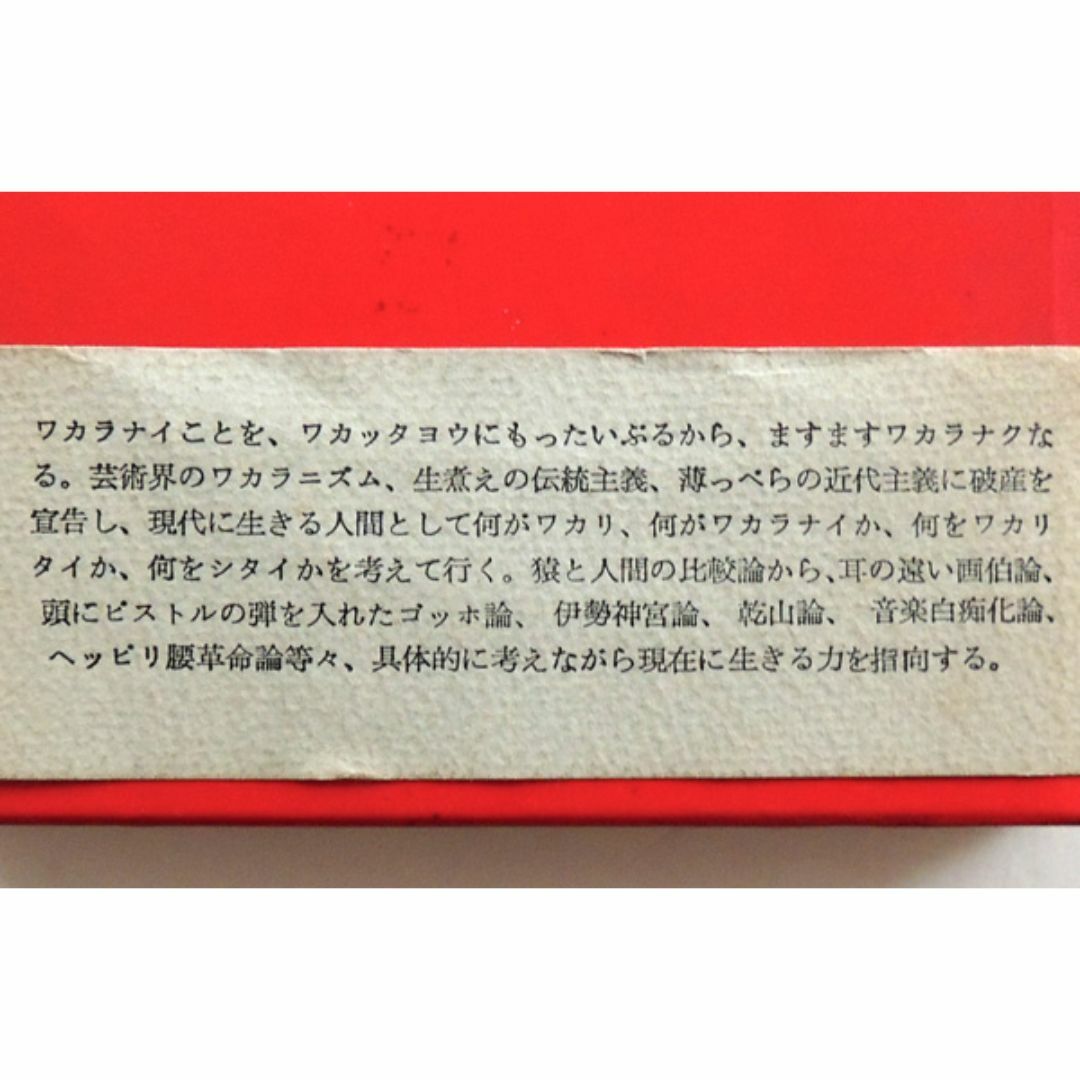 ワカラナイことを、ワカッタヨウにもったいぶるから、ますますワカラナクな
る。芸術界のワカラニズム、生煮えの伝統主義、薄っぺらの近代主義に破産を
宣告し、現代に生きる人間として何がワカリ、何がワカラナイか、何をワカリ
タイか、何をシタイかを考えて行く。猿と人間の比較論から、耳の遠い画伯論、
頭にピストルの弾を入れたゴッホ論、伊勢神宮論、乾山論、音楽白痴化論、
ヘッピリ腰革命論等々、具体的に考えながら現在に生きる力を指向する。